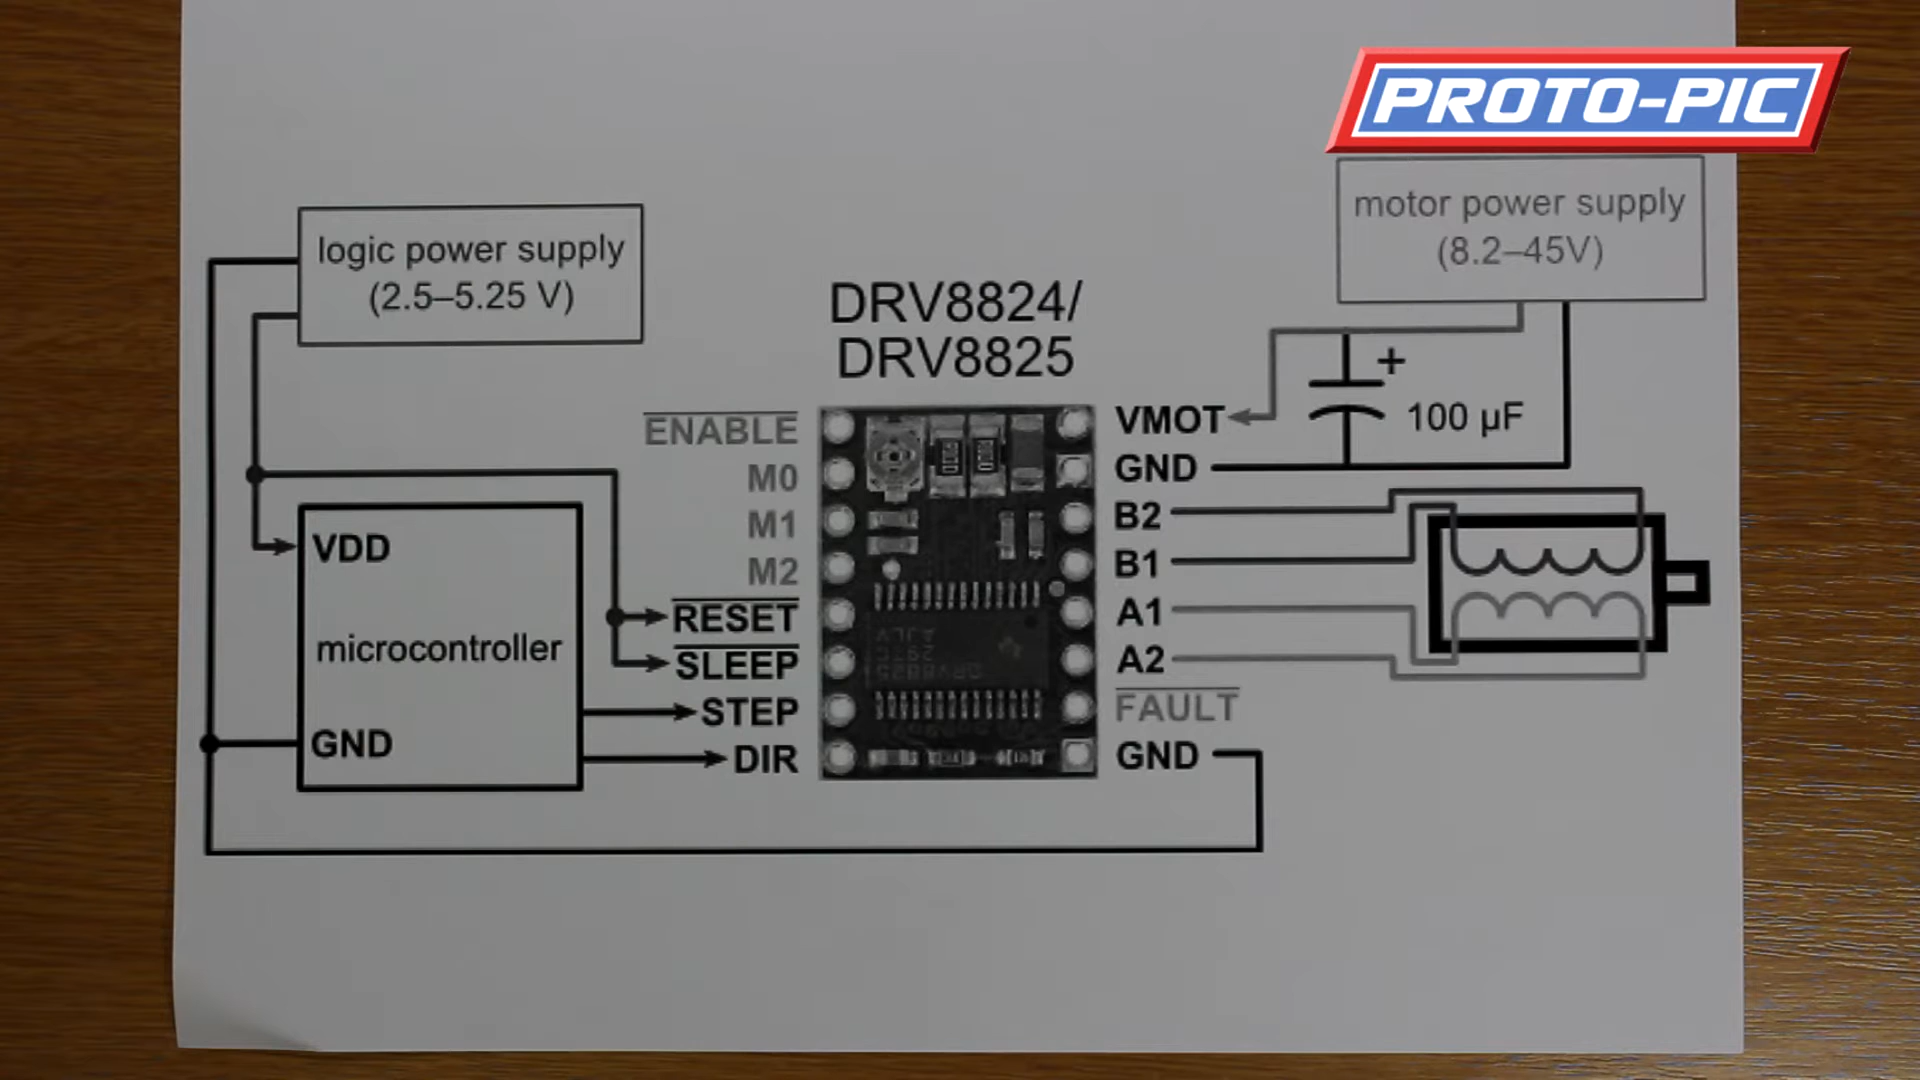 PROTO-PIC
motor power supply
(8.2–45V)
logic power supply
(2.5–5.25 V)
DRV8824/
DRV8825
ENABLE
M0
M1
M2
RESET
SLEEP
STEP
DIR
VMOT
GND
B2
B1
A1
A2
FAULT
GND
+
100 µF
VDD
microcontroller
GND